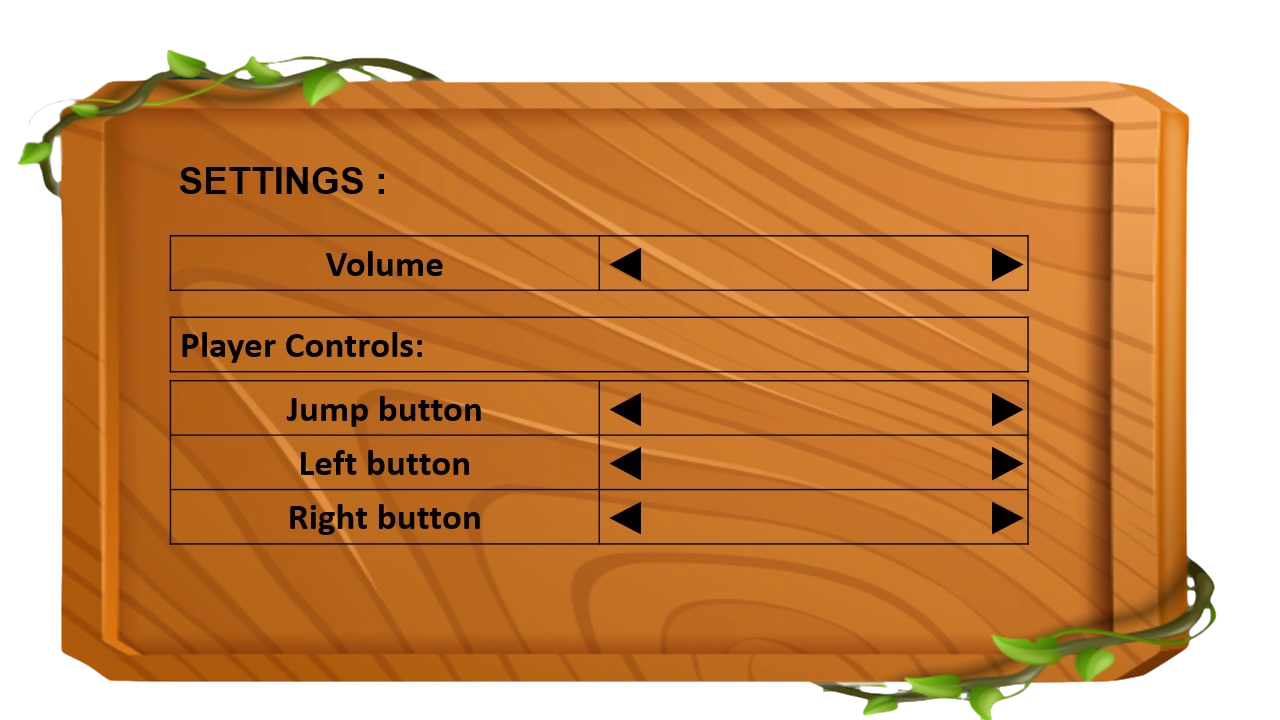 SETTINGS :
Volume
Player Controls:
Jump button
Left button
Right button